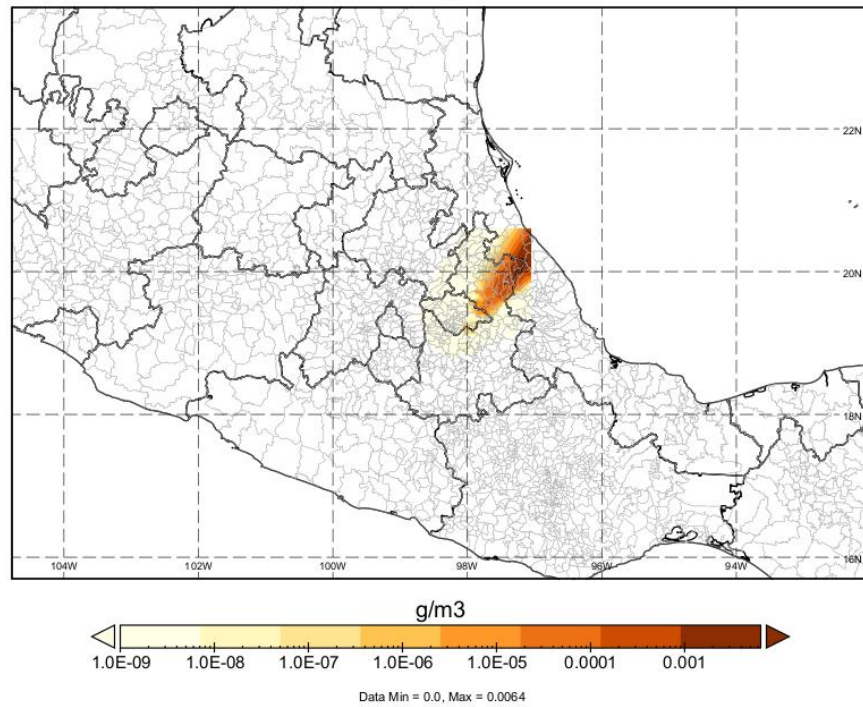 22N
20N
18N
16N
104W 102W 100W 98W 96W 94W
g/m3
1.0E-09 1.0E-08 1.0E-07 1.0E-06 1.0E-05 0.0001 0.001
Data Min = 0.0, Max = 0.0064